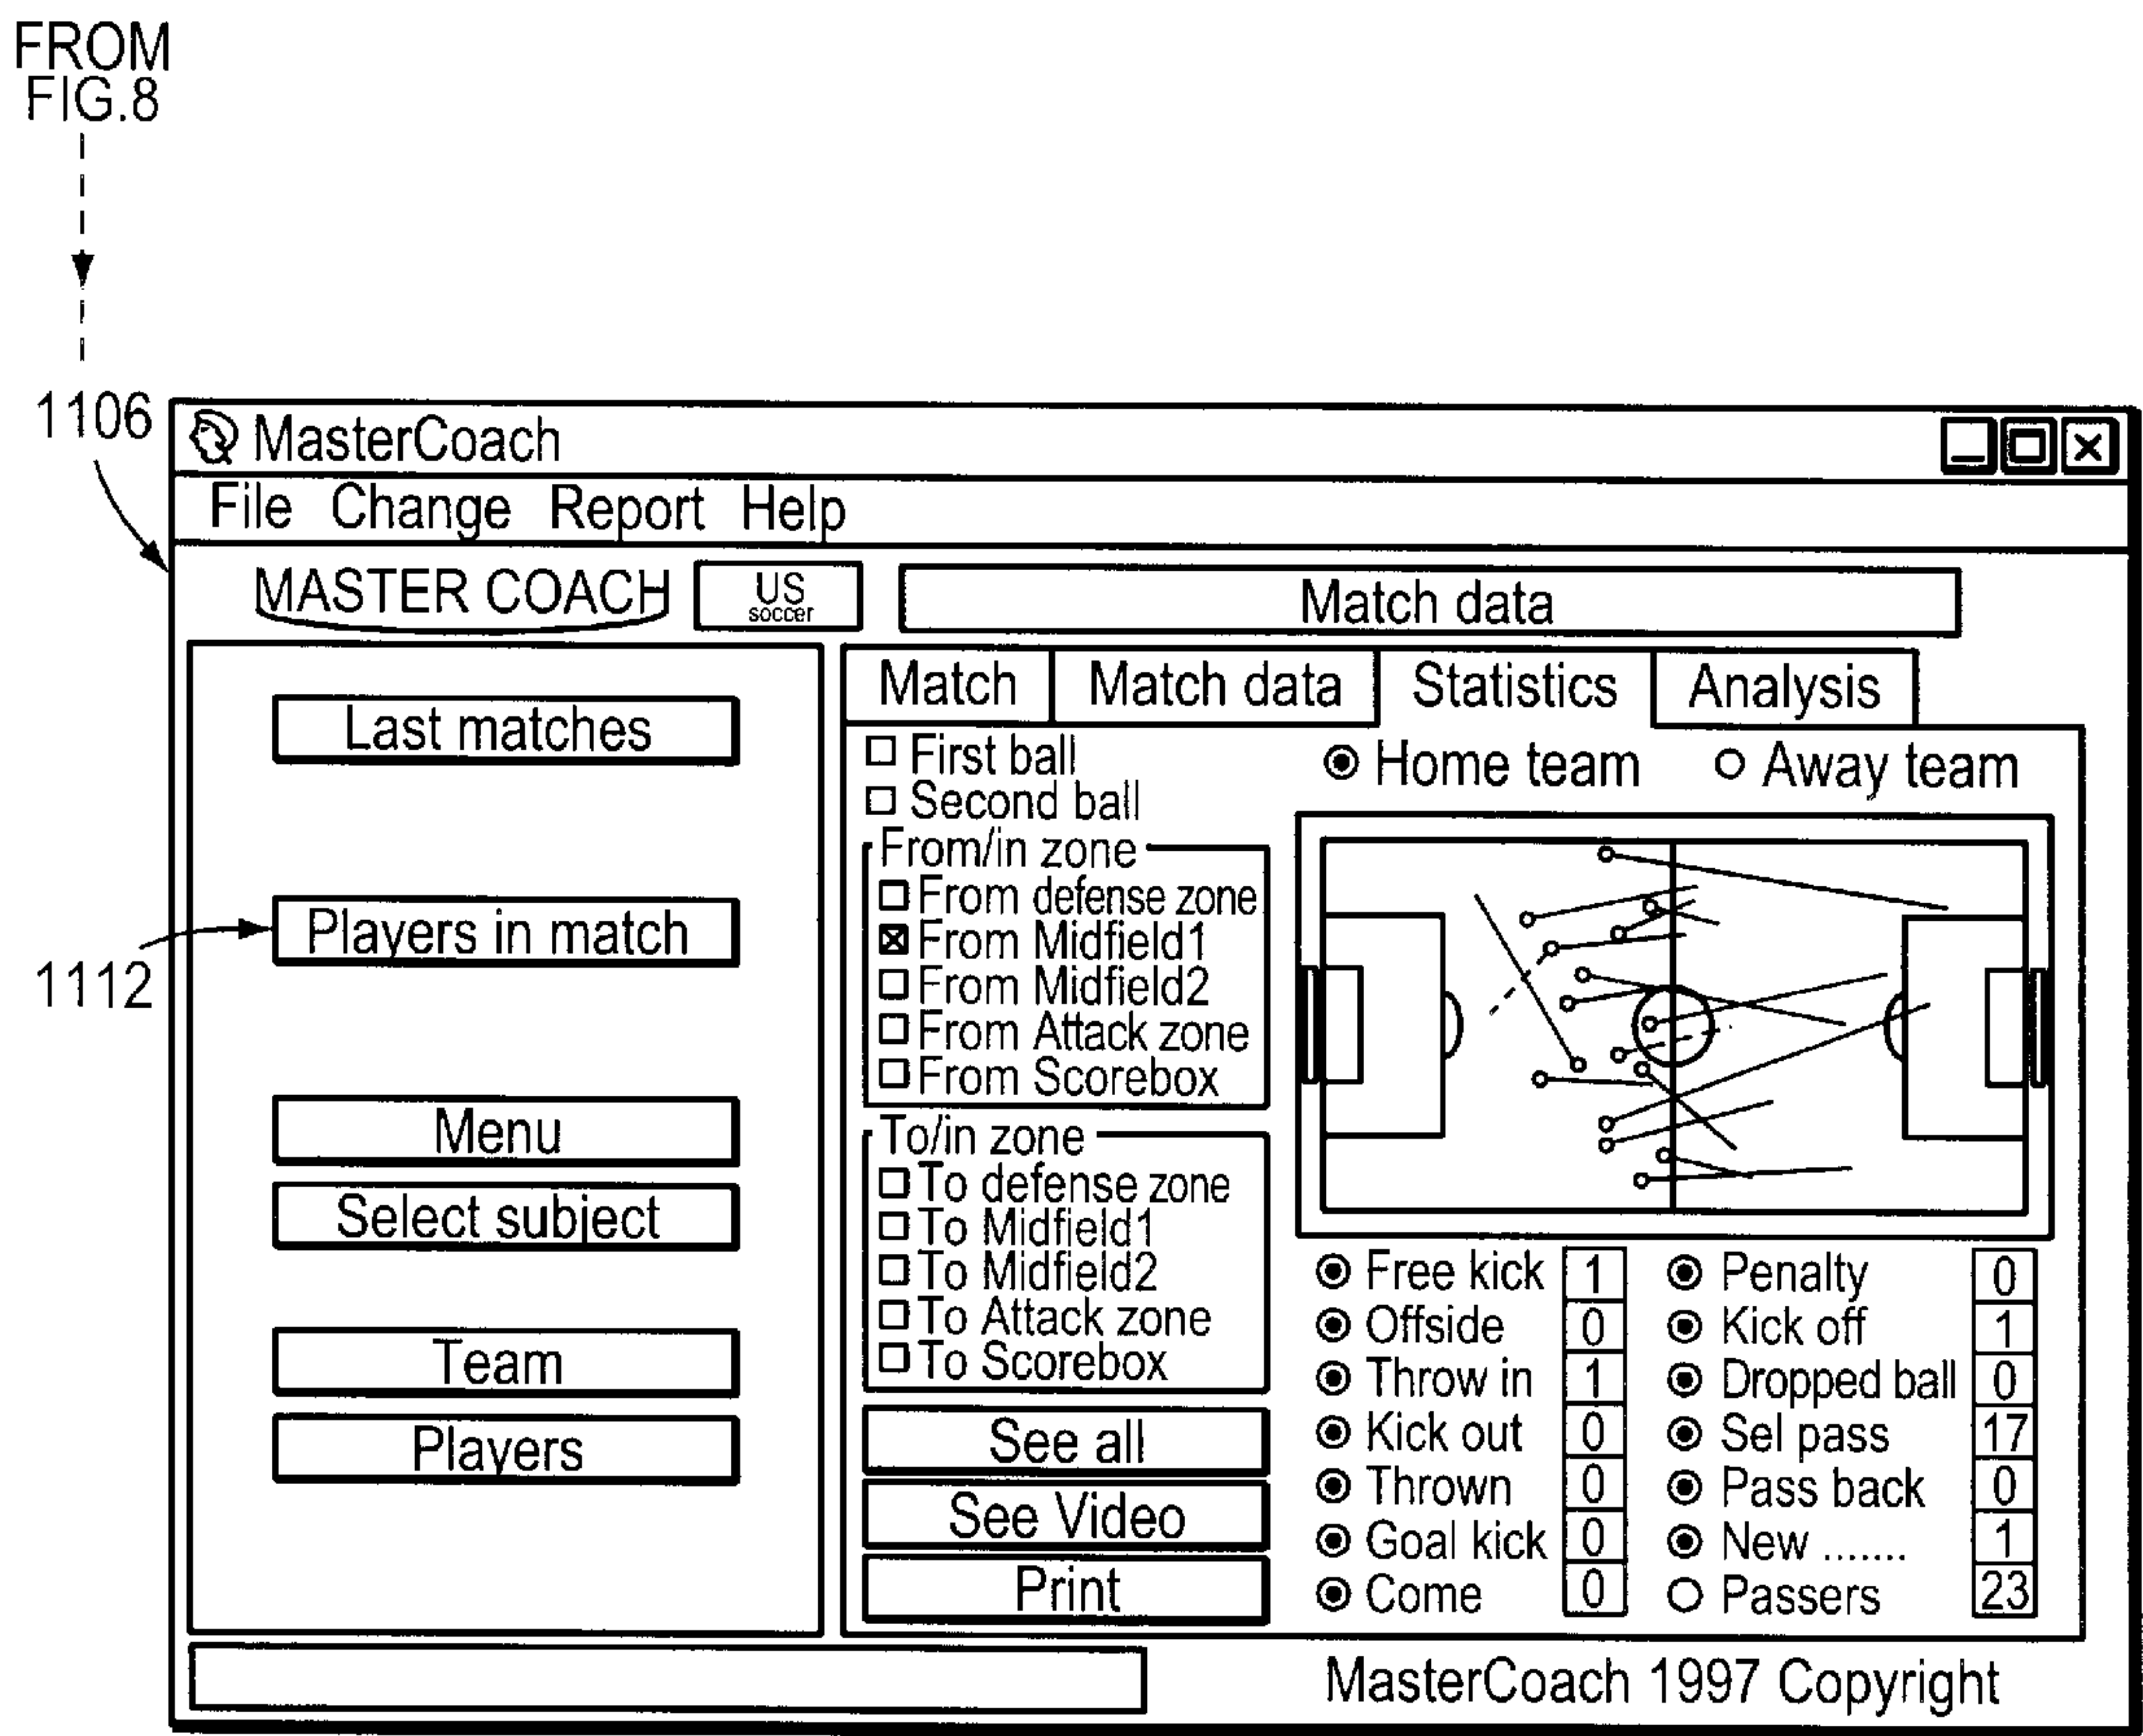 FROM
FIG.8
1106
MasterCoach
File Change Report Help
MASTER COACH
US
soccer
Match data
Last matches
Players in match
1112
Menu
Select subject
Team
Players
Match Match data Statistics Analysis
First ball
Second ball
Home team Away team
From/in zone
From defense zone
From Midfield1
From Midfield2
From Attack zone
From Scorebox
To/in zone
To defense zone
To Midfield1
To Midfield2
To Attack zone
To Scorebox
See all
See Video
Print
Free kick 1 Penalty 0
Offside 0 Kick off 1
Throw in 1 Dropped ball 0
Kick out 0 Sel pass 17
Thrown 0 Pass back 0
Goal kick 0 New ....... 1
Come 0 Passers 23
MasterCoach 1997 Copyright